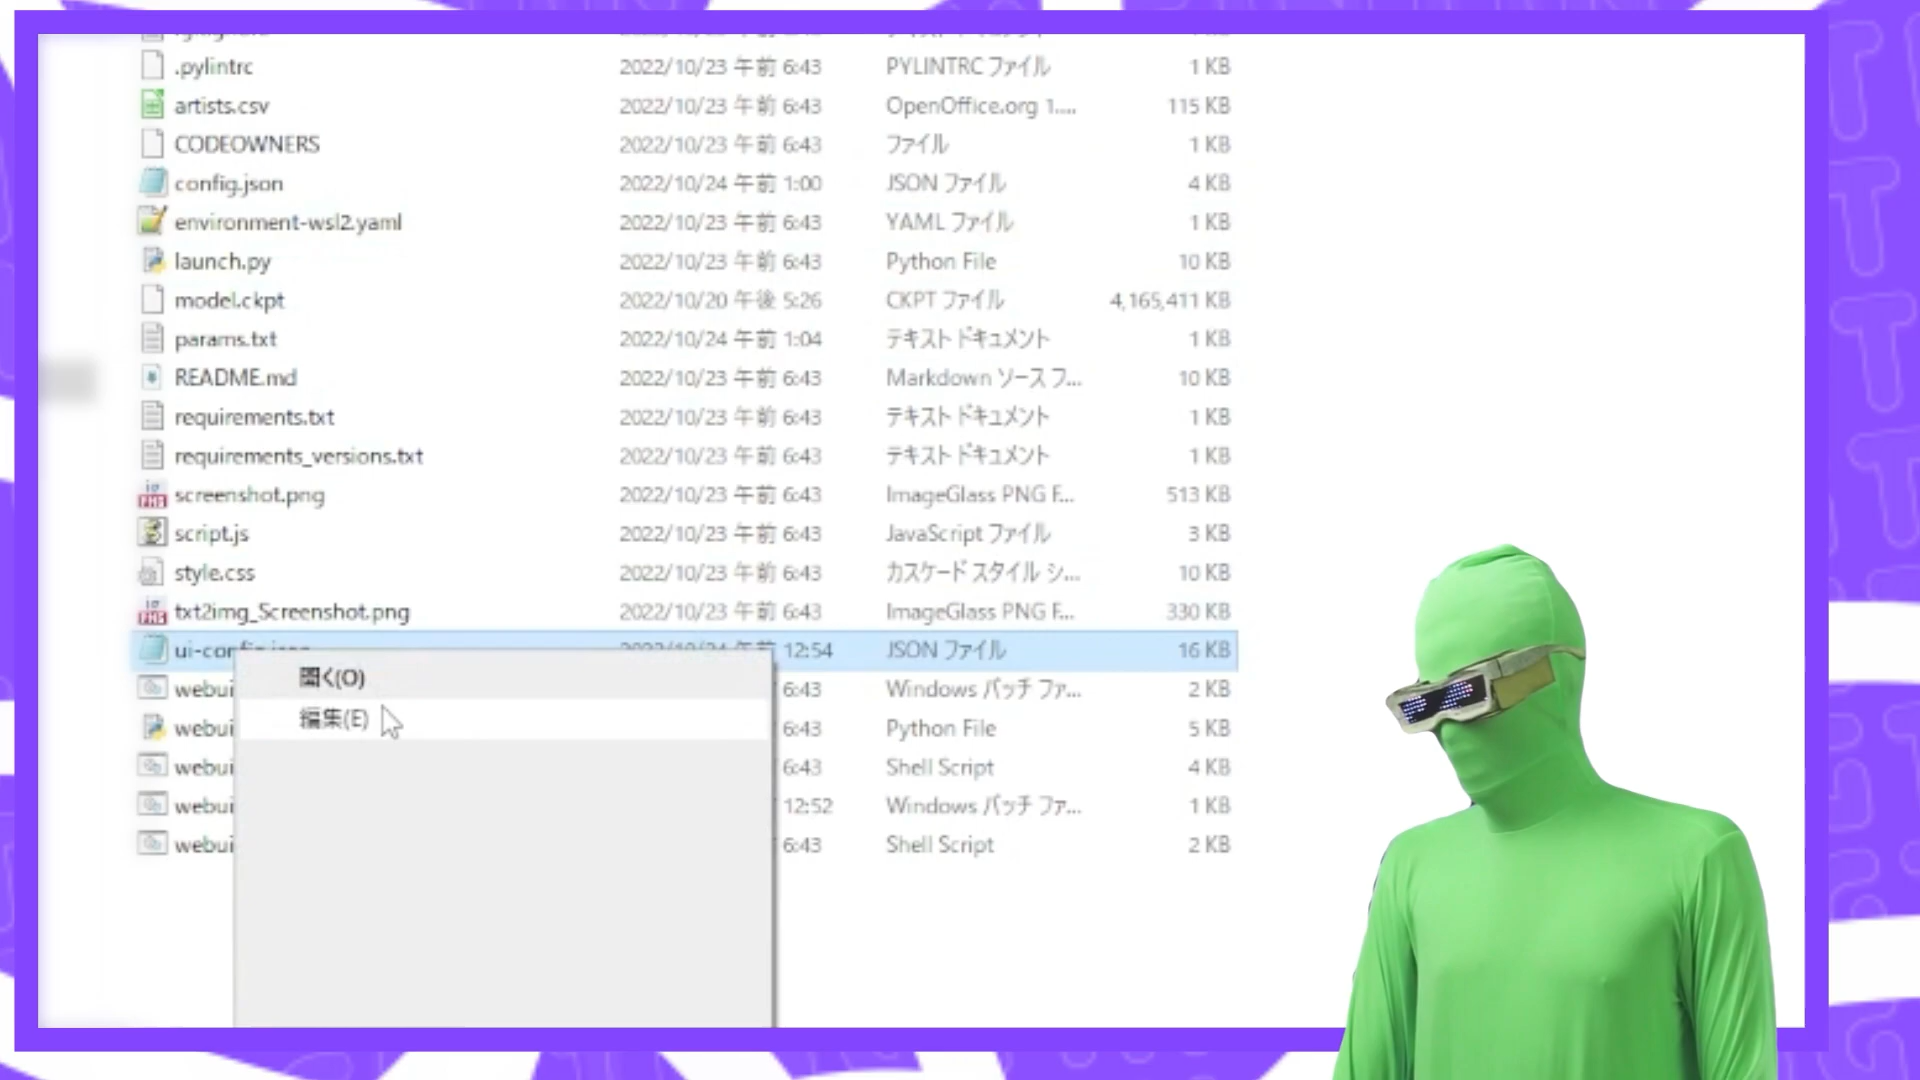 .pylintrc 2022/10/23 午前 6:43 PYLINTRC ファイル 1 KB
artists.csv 2022/10/23 午前 6:43 OpenOffice.org 1.... 115 KB
CODEOWNERS 2022/10/23 午前 6:43 ファイル 1 KB
config.json 2022/10/24 午前 1:00 JSON ファイル 4 KB
environment-wsl2.yaml 2022/10/23 午前 6:43 YAML ファイル 1 KB
launch.py 2022/10/23 午前 6:43 Python File 10 KB
model.ckpt 2022/10/20 午後 5:26 CKPT ファイル 4,165,411 KB
params.txt 2022/10/24 午前 1:04 テキスト ドキュメント 1 KB
README.md 2022/10/23 午前 6:43 Markdown ソース フ... 10 KB
requirements.txt 2022/10/23 午前 6:43 テキスト ドキュメント 1 KB
requirements_versions.txt 2022/10/23 午前 6:43 テキスト ドキュメント 1 KB
screenshot.png 2022/10/23 午前 6:43 ImageGlass PNG F... 513 KB
script.js 2022/10/23 午前 6:43 JavaScript ファイル 3 KB
style.css 2022/10/23 午前 6:43 カスケード スタイル シ... 10 KB
txt2img_Screenshot.png 2022/10/23 午前 6:43 ImageGlass PNG F... 330 KB
ui-config.json 2022/10/24 午前 12:54 JSON ファイル 16 KB
開く(O)
webui 6:43 Windows バッチ ファ... 2 KB
編集(E)
webui 6:43 Python File 5 KB
webui 6:43 Shell Script 4 KB
webui 12:52 Windows バッチ ファ... 1 KB
webui 6:43 Shell Script 2 KB